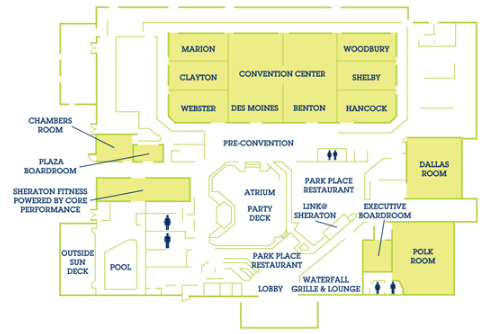 MARION
WOODBURY
CLAYTON
CONVENTION CENTER
SHELBY
WEBSTER
DES MOINES
BENTON
HANCOCK
CHAMBERS
ROOM
PRE-CONVENTION
PLAZA
BOARDROOM
DALLAS
ROOM
SHERATON FITNESS
POWERED BY CORE
PERFORMANCE
ATRIUM
PARTY
DECK
PARK PLACE
RESTAURANT
LINK@
SHERATON
EXECUTIVE
BOARDROOM
OUTSIDE
SUN
DECK
POOL
PARK PLACE
RESTAURANT
POLK
ROOM
LOBBY
WATERFALL
GRILLE & LOUNGE